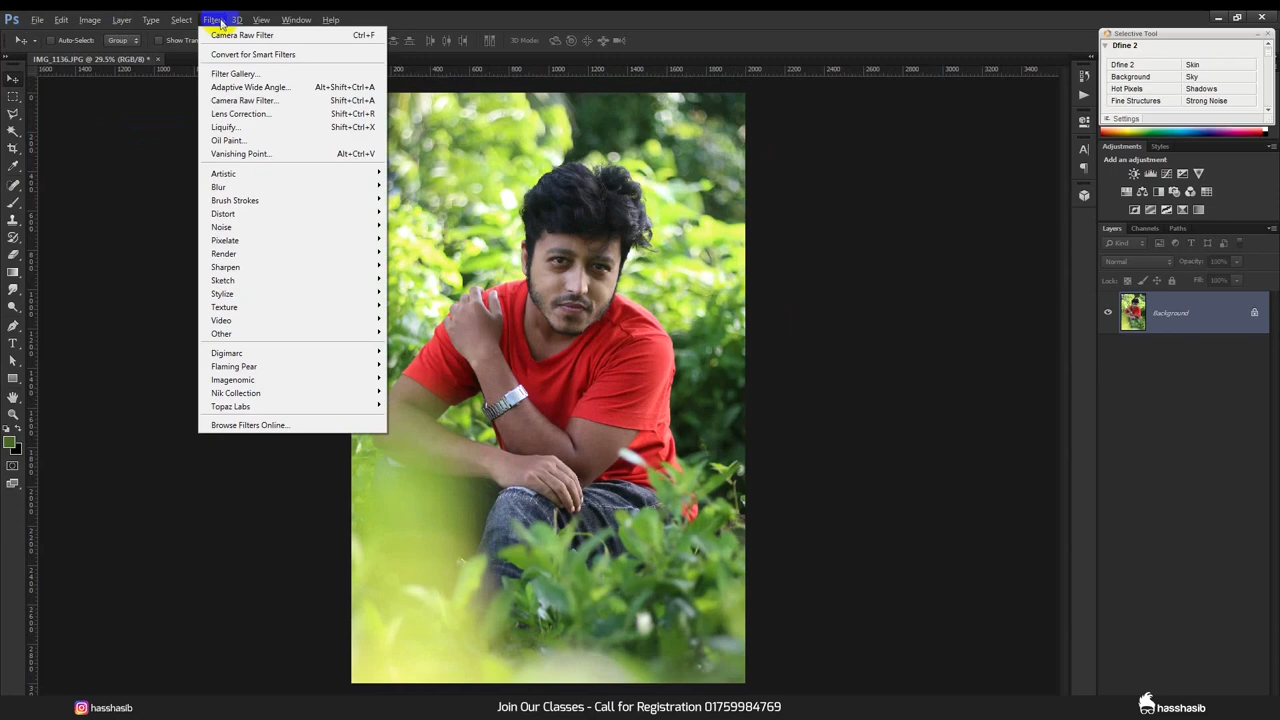 Ps File Edit Image Layer Type Select Filter 3D View Window Help
Auto-Select: Group Show Tran 3D Mode:
IMG_1136.JPG @ 29.5% (RGB/8) * ×
Camera Raw Filter Ctrl+F
Convert for Smart Filters
Filter Gallery...
Adaptive Wide Angle... Alt+Shift+Ctrl+A
Camera Raw Filter... Shift+Ctrl+A
Lens Correction... Shift+Ctrl+R
Liquify... Shift+Ctrl+X
Oil Paint...
Vanishing Point... Alt+Ctrl+V
Artistic
Blur
Brush Strokes
Distort
Noise
Pixelate
Render
Sharpen
Sketch
Stylize
Texture
Video
Other
Digimarc
Flaming Pear
Imagenomic
Nik Collection
Topaz Labs
Browse Filters Online...
Selective Tool
Dfine 2
Dfine 2 Skin
Background Sky
Hot Pixels Shadows
Fine Structures Strong Noise
Settings
Adjustments Styles
Add an adjustment
Layers Channels Paths
Kind
Normal Opacity: 100%
Lock: Fill: 100%
Background
hasshasib
Join Our Classes - Call for Registration 01759984769
hasshasib